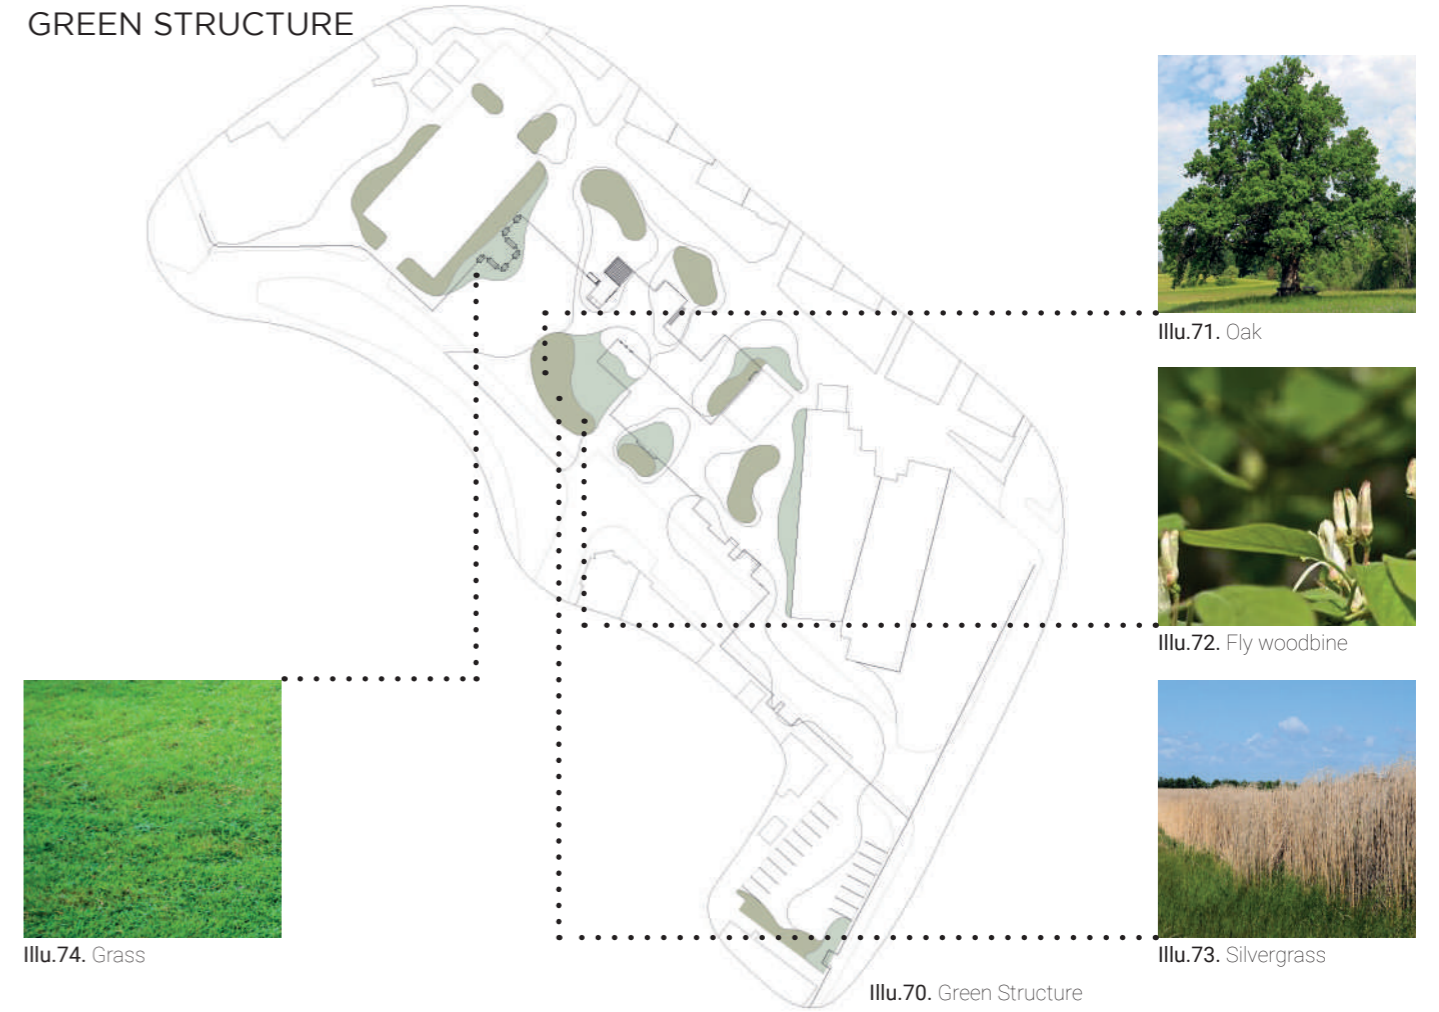 GREEN STRUCTURE
Illu.71. Oak
Illu.72. Fly woodbine
Illu.73. Silvergrass
Illu.74. Grass
Illu.70. Green Structure